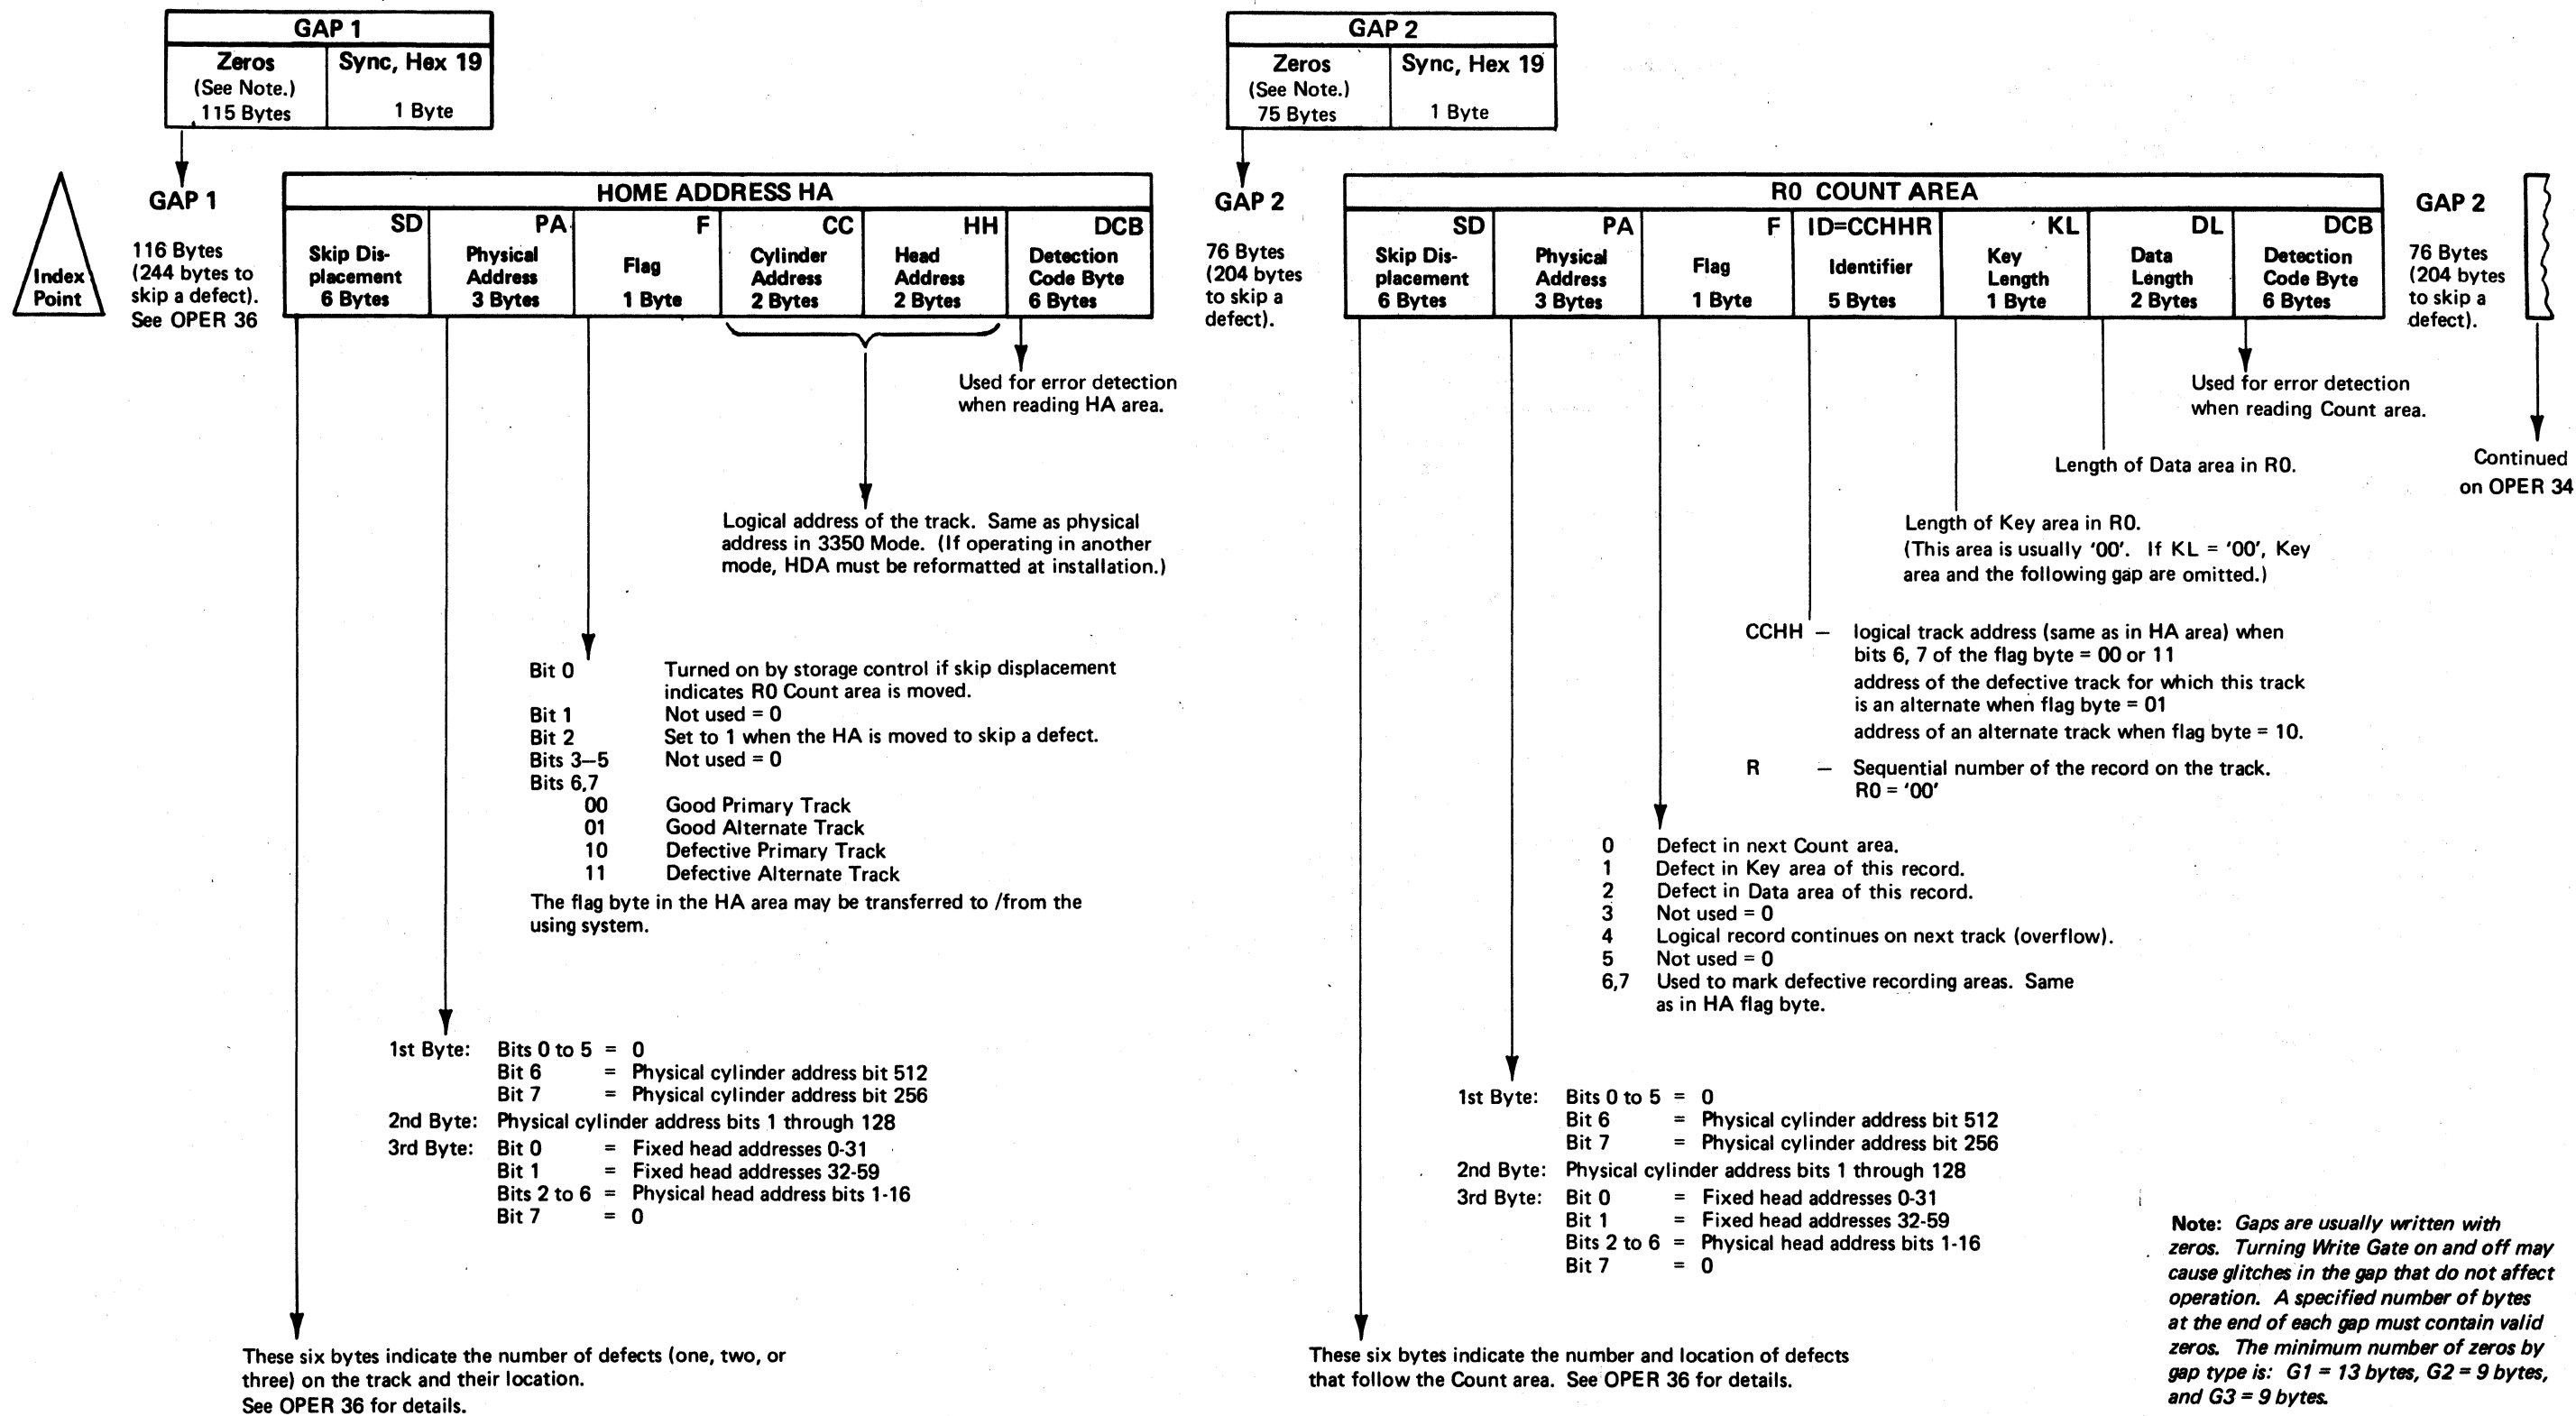 GAP 1
Zeros
(See Note.)
115 Bytes
Sync, Hex 19
1 Byte
Index
Point
GAP 1
116 Bytes
(244 bytes to
skip a defect).
See OPER 36
HOME ADDRESS HA
SD
Skip Dis-
placement
6 Bytes
PA
Physical
Address
3 Bytes
F
Flag
1 Byte
CC
Cylinder
Address
2 Bytes
HH
Head
Address
2 Bytes
DCB
Detection
Code Byte
6 Bytes
Used for error detection
when reading HA area.
Logical address of the track. Same as physical
address in 3350 Mode. (If operating in another
mode, HDA must be reformatted at installation.)
Bit 0 Turned on by storage control if skip displacement
indicates R0 Count area is moved.
Bit 1 Not used = 0
Bit 2 Set to 1 when the HA is moved to skip a defect.
Bits 3–5 Not used = 0
Bits 6,7
00 Good Primary Track
01 Good Alternate Track
10 Defective Primary Track
11 Defective Alternate Track
The flag byte in the HA area may be transferred to /from the
using system.
1st Byte: Bits 0 to 5 = 0
Bit 6 = Physical cylinder address bit 512
Bit 7 = Physical cylinder address bit 256
2nd Byte: Physical cylinder address bits 1 through 128
3rd Byte: Bit 0 = Fixed head addresses 0-31
Bit 1 = Fixed head addresses 32-59
Bits 2 to 6 = Physical head address bits 1-16
Bit 7 = 0
These six bytes indicate the number of defects (one, two, or
three) on the track and their location.
See OPER 36 for details.
GAP 2
Zeros
(See Note.)
75 Bytes
Sync, Hex 19
1 Byte
GAP 2
76 Bytes
(204 bytes
to skip a
defect).
R0 COUNT AREA
SD
Skip Dis-
placement
6 Bytes
PA
Physical
Address
3 Bytes
F
Flag
1 Byte
ID=CCHHR
Identifier
5 Bytes
KL
Key
Length
1 Byte
DL
Data
Length
2 Bytes
DCB
Detection
Code Byte
6 Bytes
GAP 2
76 Bytes
(204 bytes
to skip a
defect).
Continued
on OPER 34
Used for error detection
when reading Count area.
Length of Data area in R0.
Length of Key area in R0.
(This area is usually '00'. If KL = '00', Key
area and the following gap are omitted.)
CCHH – logical track address (same as in HA area) when
bits 6, 7 of the flag byte = 00 or 11
address of the defective track for which this track
is an alternate when flag byte = 01
address of an alternate track when flag byte = 10.
R – Sequential number of the record on the track.
R0 = '00'
0 Defect in next Count area.
1 Defect in Key area of this record.
2 Defect in Data area of this record.
3 Not used = 0
4 Logical record continues on next track (overflow).
5 Not used = 0
6,7 Used to mark defective recording areas. Same
as in HA flag byte.
1st Byte: Bits 0 to 5 = 0
Bit 6 = Physical cylinder address bit 512
Bit 7 = Physical cylinder address bit 256
2nd Byte: Physical cylinder address bits 1 through 128
3rd Byte: Bit 0 = Fixed head addresses 0-31
Bit 1 = Fixed head addresses 32-59
Bits 2 to 6 = Physical head address bits 1-16
Bit 7 = 0
These six bytes indicate the number and location of defects
that follow the Count area. See OPER 36 for details.
Note: Gaps are usually written with
zeros. Turning Write Gate on and off may
cause glitches in the gap that do not affect
operation. A specified number of bytes
at the end of each gap must contain valid
zeros. The minimum number of zeros by
gap type is: G1 = 13 bytes, G2 = 9 bytes,
and G3 = 9 bytes.